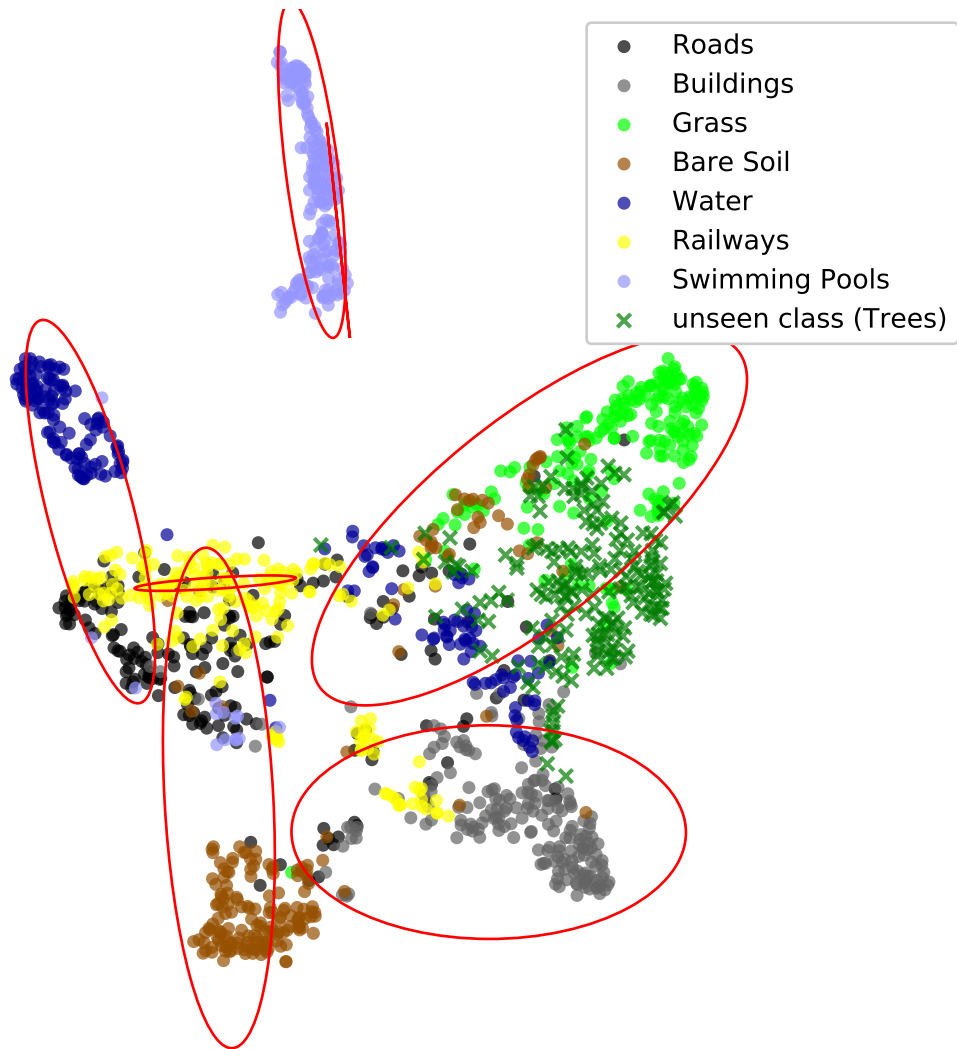 Roads
Buildings
Grass
Bare Soil
Water
Railways
Swimming Pools
unseen class (Trees)